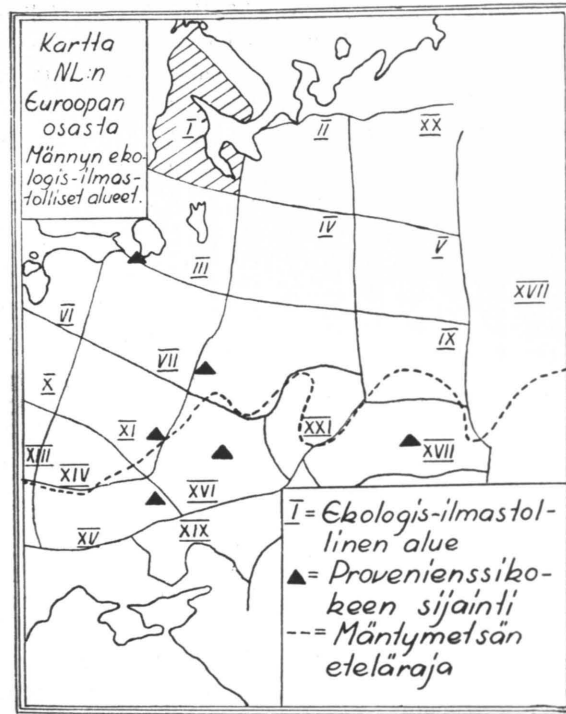 Kartta
NL:n
Euroopan
osasta
Männyn eko-
logis-ilmas-
tolliset alueet.
I
II
XX
III
IV
V
XVII
VI
VII
IX
X
XI
XXI
XIII
XIV
XVI
XVII
XV
XIX
I = Ekologis-ilmastol-
linen alue
▲ = Provenienssiko-
keen sijainti
--- = Mäntymetsän
eteläraja